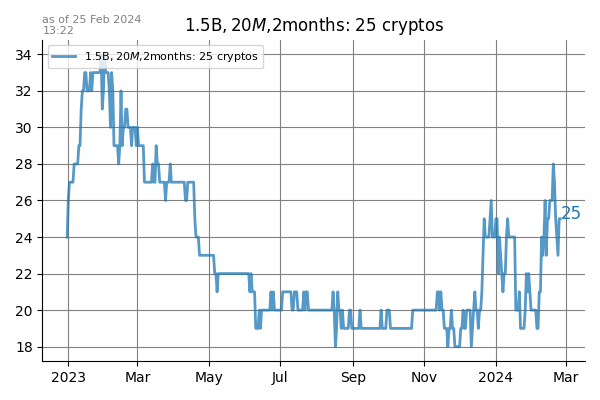 as of 25 Feb 2024
13:22
1.5B, 20M,2months: 25 cryptos
1.5B, 20M,2months: 25 cryptos
34
32
30
28
26
24
22
20
18
25
2023
Mar
May
Jul
Sep
Nov
2024
Mar